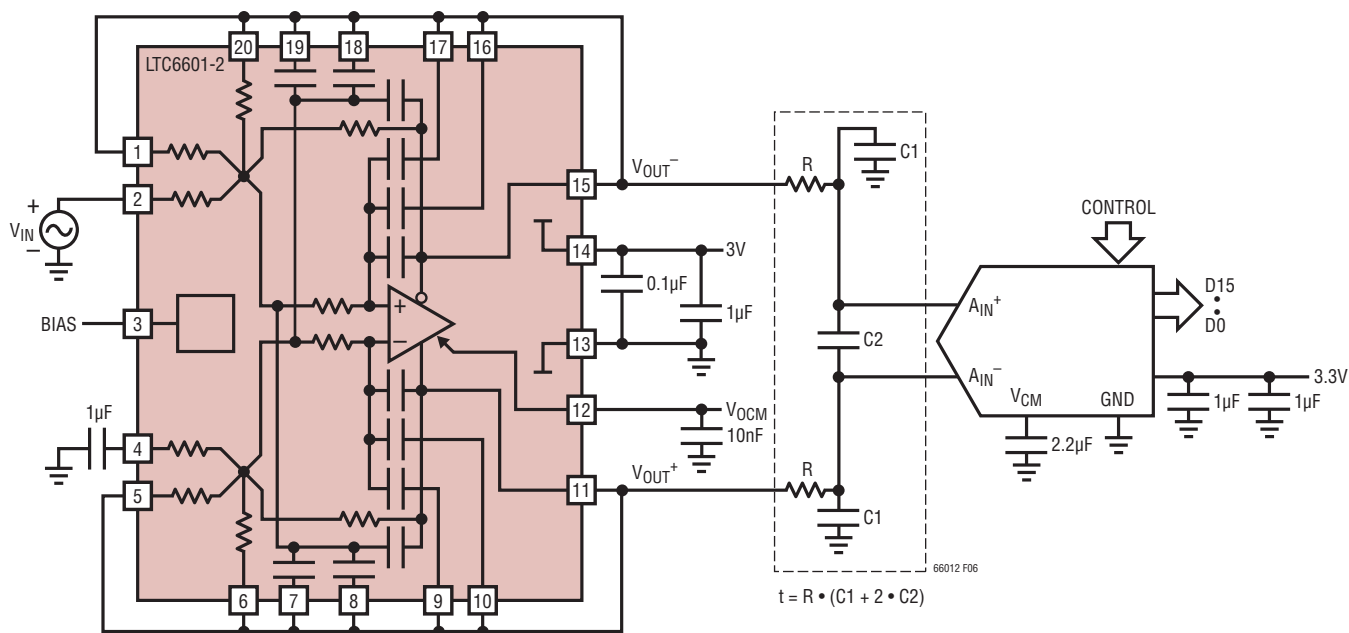 20
19
18
17
16
LTC6601-2
1
2
+
VIN
–
BIAS
3
1µF
4
5
6
7
8
9
10
+
–
15
VOUT–
14
3V
0.1µF
1µF
13
12
VOCM
10nF
VOUT+
11
R
C1
C2
R
C1
66012 F06
t = R • (C1 + 2 • C2)
CONTROL
AIN+
AIN–
VCM
GND
D15
•
•
D0
3.3V
1µF
1µF
2.2µF